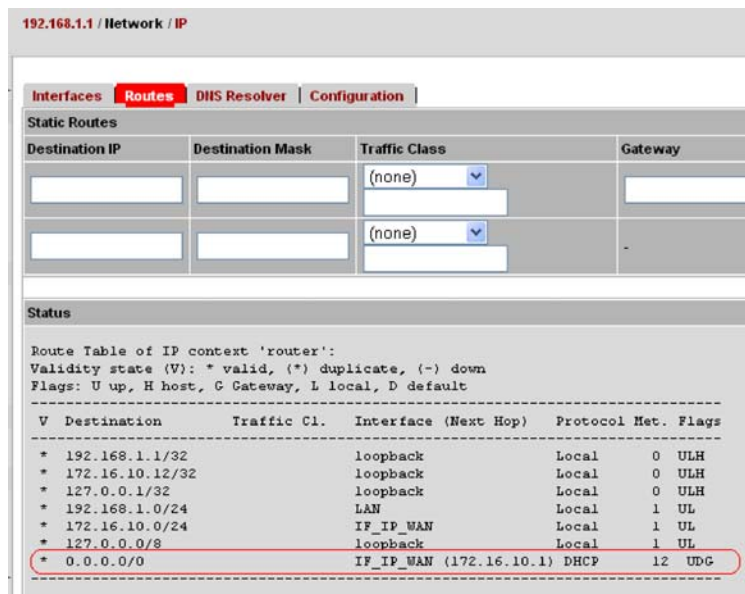 192.168.1.1 / Network / IP
Interfaces | Routes | DNS Resolver | Configuration |
Static Routes
Destination IP Destination Mask Traffic Class Gateway
(none)
(none)
-
Status
Route Table of IP context 'router':
Validity state (V): * valid, (*) duplicate, (-) down
Flags: U up, H host, G Gateway, L local, D default
V Destination Traffic Cl. Interface (Next Hop) Protocol Met. Flags
* 192.168.1.1/32 loopback Local 0 ULH
* 172.16.10.12/32 loopback Local 0 ULH
* 127.0.0.1/32 loopback Local 0 ULH
* 192.168.1.0/24 LAN Local 1 UL
* 172.16.10.0/24 IF_IP_WAN Local 1 UL
* 127.0.0.0/8 loopback Local 1 UL
* 0.0.0.0/0 IF_IP_WAN (172.16.10.1) DHCP 12 UDG